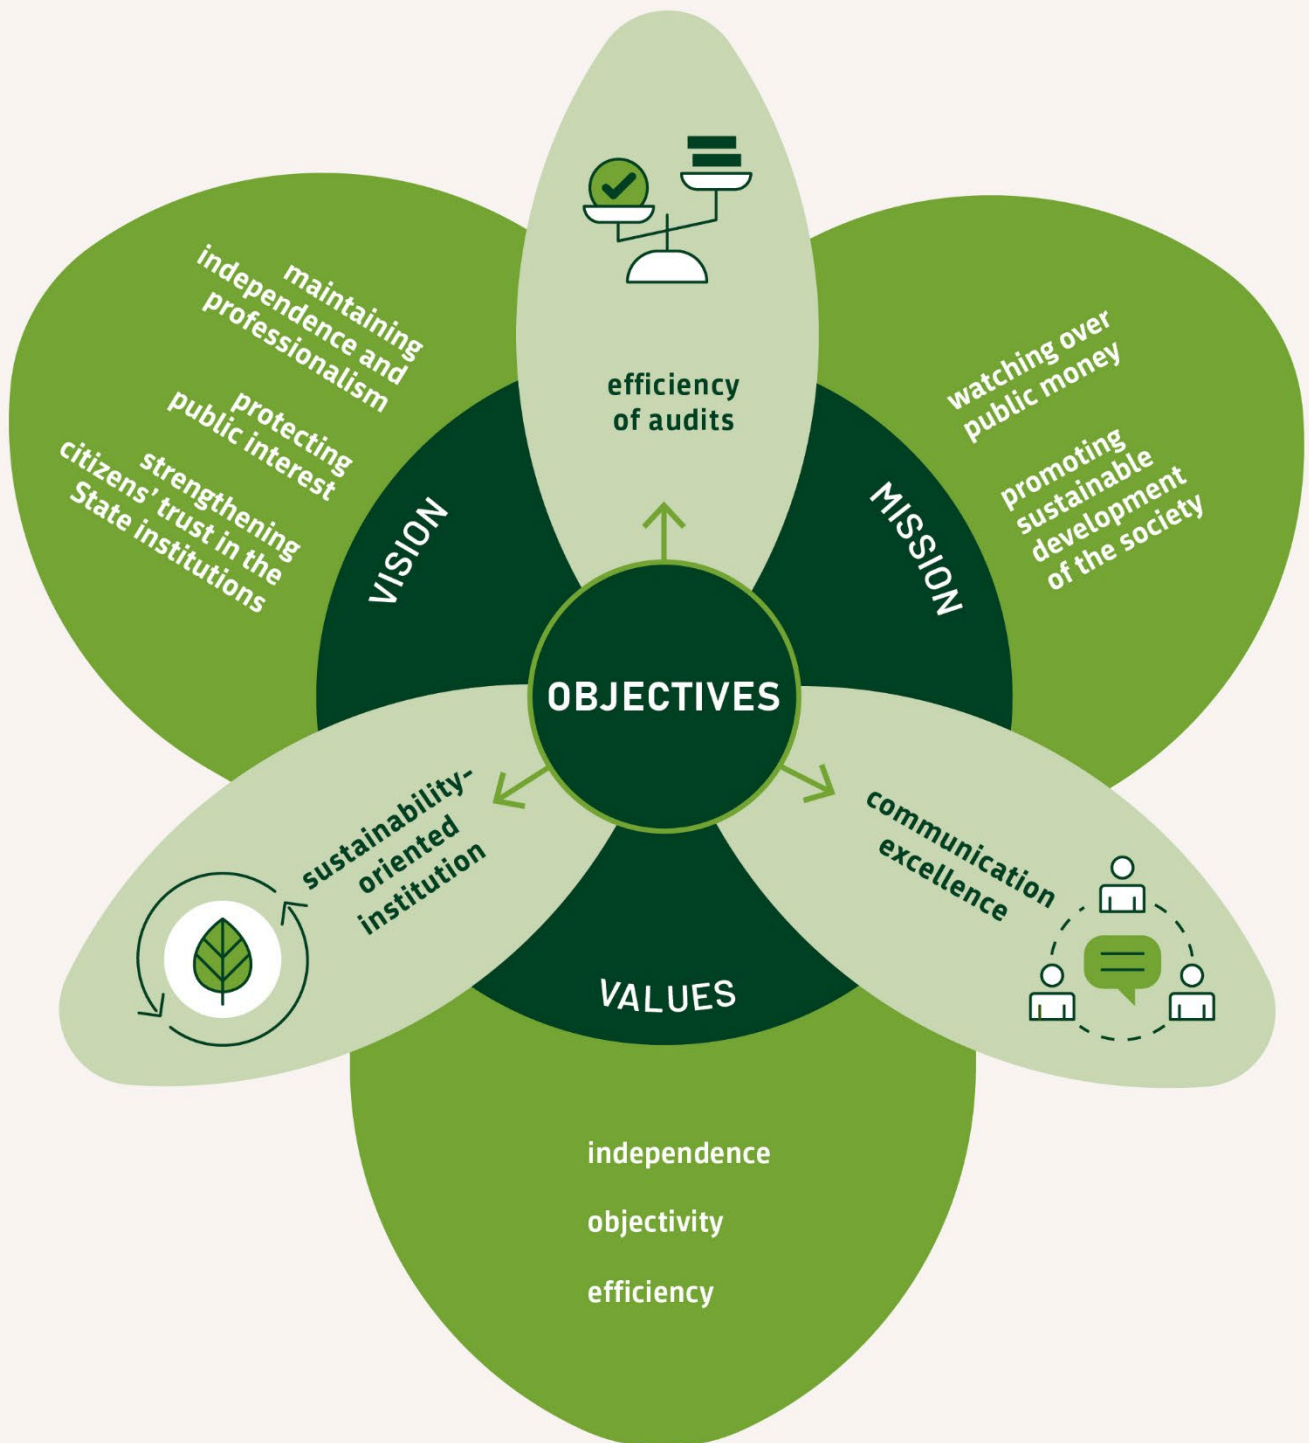 efficiency
of audits
maintaining
independence and
professionalism
protecting
public interest
strengthening
citizens’ trust in the
State institutions
VISION
watching over
public money
promoting
sustainable
development
of the society
MISSION
OBJECTIVES
sustainability-
oriented
institution
communication
excellence
VALUES
independence
objectivity
efficiency